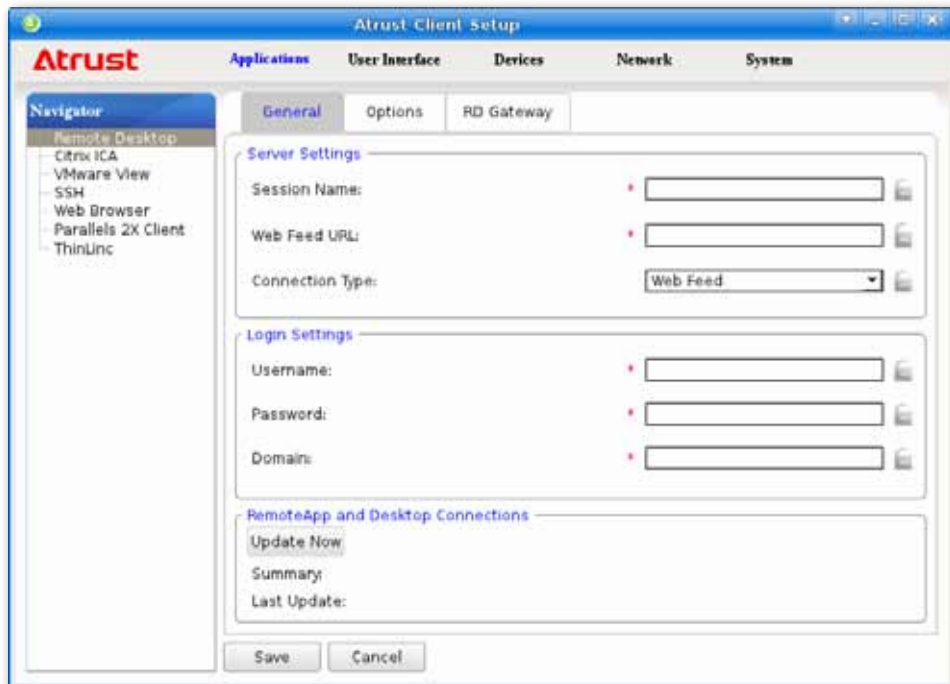 Atrust Client Setup
Atrust
Applications User Interface Devices Network System
Navigator
Remote Desktop
Citrix ICA
VMware View
SSH
Web Browser
Parallels 2X Client
ThinLinc
General Options RD Gateway
Server Settings
Session Name: *
Web Feed URL: *
Connection Type: Web Feed
Login Settings
Username: *
Password: *
Domain: *
RemoteApp and Desktop Connections
Update Now
Summary:
Last Update:
Save Cancel